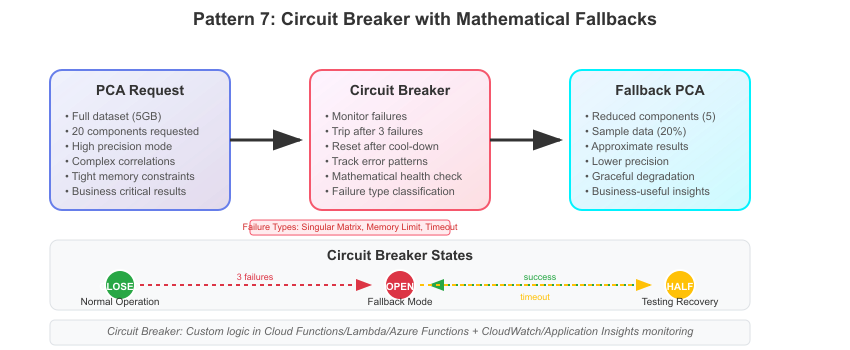 Pattern 7: Circuit Breaker with Mathematical Fallbacks
PCA Request
• Full dataset (5GB)
• 20 components requested
• High precision mode
• Complex correlations
• Tight memory constraints
• Business critical results
Circuit Breaker
• Monitor failures
• Trip after 3 failures
• Reset after cool-down
• Track error patterns
• Mathematical health check
• Failure type classification
Fallback PCA
• Reduced components (5)
• Sample data (20%)
• Approximate results
• Lower precision
• Graceful degradation
• Business-useful insights
Failure Types: Singular Matrix, Memory Limit, Timeout
Circuit Breaker States
LOSE
Normal Operation
3 failures
OPEN
Fallback Mode
success
timeout
HALF
Testing Recovery
Circuit Breaker: Custom logic in Cloud Functions/Lambda/Azure Functions + CloudWatch/Application Insights monitoring